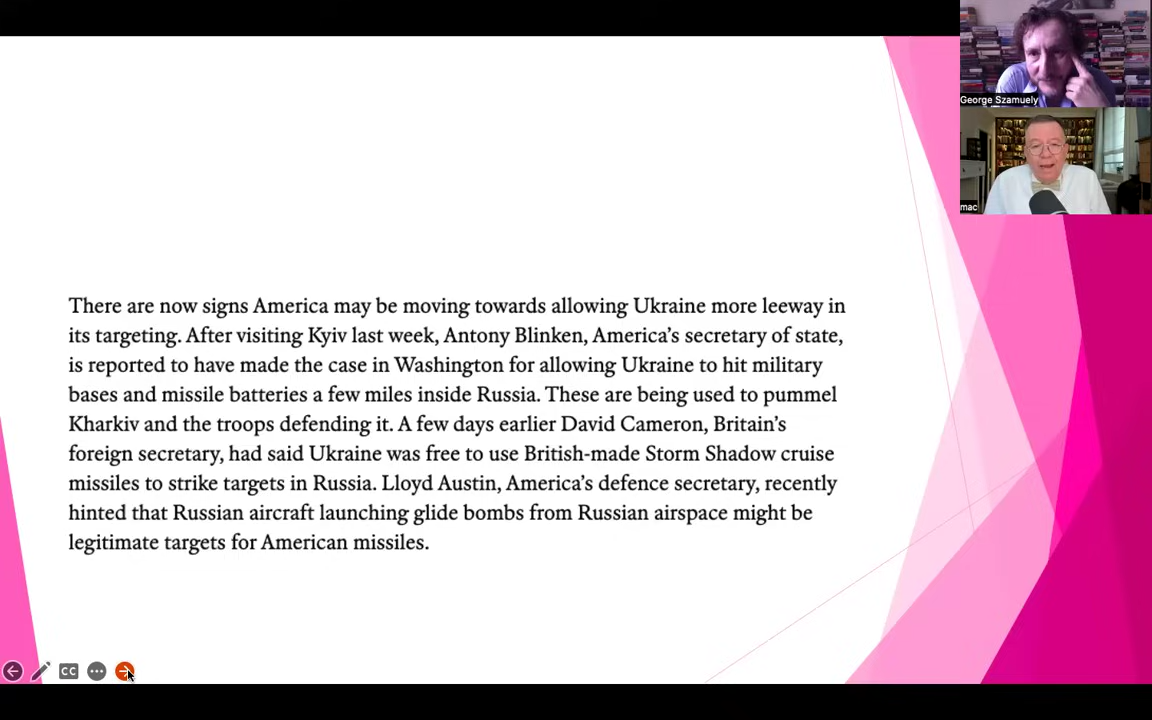 George Szamuely
mac
There are now signs America may be moving towards allowing Ukraine more leeway in
its targeting. After visiting Kyiv last week, Antony Blinken, America’s secretary of state,
is reported to have made the case in Washington for allowing Ukraine to hit military
bases and missile batteries a few miles inside Russia. These are being used to pummel
Kharkiv and the troops defending it. A few days earlier David Cameron, Britain’s
foreign secretary, had said Ukraine was free to use British-made Storm Shadow cruise
missiles to strike targets in Russia. Lloyd Austin, America’s defence secretary, recently
hinted that Russian aircraft launching glide bombs from Russian airspace might be
legitimate targets for American missiles.
CC